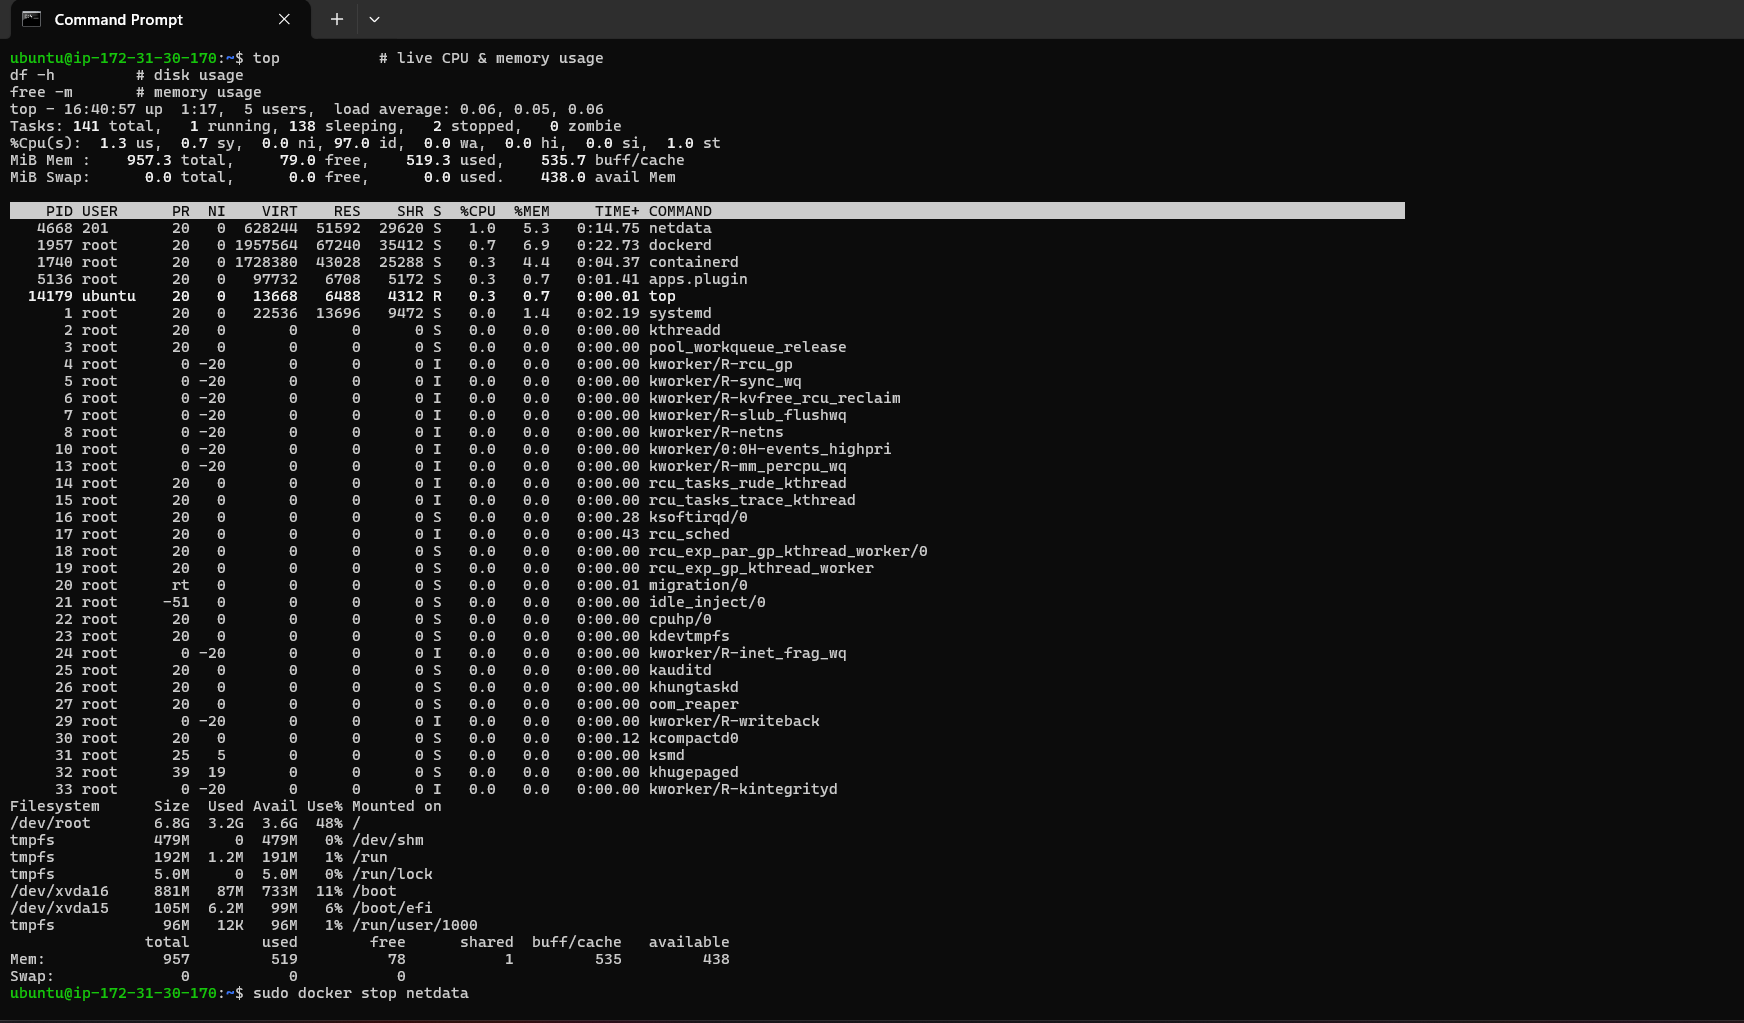 Command Prompt
ubuntu@ip-172-31-30-170:~$ top           # live CPU & memory usage
df -h         # disk usage
free -m       # memory usage
top - 16:40:57 up  1:17,  5 users,  load average: 0.06, 0.05, 0.06
Tasks: 141 total,   1 running, 138 sleeping,   2 stopped,   0 zombie
%Cpu(s):  1.3 us,  0.7 sy,  0.0 ni, 97.0 id,  0.0 wa,  0.0 hi,  0.0 si,  1.0 st
MiB Mem :    957.3 total,     79.0 free,    519.3 used,    535.7 buff/cache
MiB Swap:      0.0 total,      0.0 free,      0.0 used.    438.0 avail Mem
    PID USER      PR  NI    VIRT    RES    SHR S  %CPU  %MEM     TIME+ COMMAND
   4668 201       20   0  628244  51592  29620 S   1.0   5.3   0:14.75 netdata
   1957 root      20   0 1957564  67240  35412 S   0.7   6.9   0:22.73 dockerd
   1740 root      20   0 1728380  43028  25288 S   0.3   4.4   0:04.37 containerd
   5136 root      20   0   97732   6708   5172 S   0.3   0.7   0:01.41 apps.plugin
  14179 ubuntu    20   0   13668   6488   4312 R   0.3   0.7   0:00.01 top
      1 root      20   0   22536  13696   9472 S   0.0   1.4   0:02.19 systemd
      2 root      20   0       0      0      0 S   0.0   0.0   0:00.00 kthreadd
      3 root      20   0       0      0      0 S   0.0   0.0   0:00.00 pool_workqueue_release
      4 root       0 -20       0      0      0 I   0.0   0.0   0:00.00 kworker/R-rcu_gp
      5 root       0 -20       0      0      0 I   0.0   0.0   0:00.00 kworker/R-sync_wq
      6 root       0 -20       0      0      0 I   0.0   0.0   0:00.00 kworker/R-kvfree_rcu_reclaim
      7 root       0 -20       0      0      0 I   0.0   0.0   0:00.00 kworker/R-slub_flushwq
      8 root       0 -20       0      0      0 I   0.0   0.0   0:00.00 kworker/R-netns
     10 root       0 -20       0      0      0 I   0.0   0.0   0:00.00 kworker/0:0H-events_highpri
     13 root       0 -20       0      0      0 I   0.0   0.0   0:00.00 kworker/R-mm_percpu_wq
     14 root      20   0       0      0      0 I   0.0   0.0   0:00.00 rcu_tasks_rude_kthread
     15 root      20   0       0      0      0 I   0.0   0.0   0:00.00 rcu_tasks_trace_kthread
     16 root      20   0       0      0      0 S   0.0   0.0   0:00.28 ksoftirqd/0
     17 root      20   0       0      0      0 I   0.0   0.0   0:00.43 rcu_sched
     18 root      20   0       0      0      0 S   0.0   0.0   0:00.00 rcu_exp_par_gp_kthread_worker/0
     19 root      20   0       0      0      0 S   0.0   0.0   0:00.00 rcu_exp_gp_kthread_worker
     20 root      rt   0       0      0      0 S   0.0   0.0   0:00.01 migration/0
     21 root     -51   0       0      0      0 S   0.0   0.0   0:00.00 idle_inject/0
     22 root      20   0       0      0      0 S   0.0   0.0   0:00.00 cpuhp/0
     23 root      20   0       0      0      0 S   0.0   0.0   0:00.00 kdevtmpfs
     24 root       0 -20       0      0      0 I   0.0   0.0   0:00.00 kworker/R-inet_frag_wq
     25 root      20   0       0      0      0 S   0.0   0.0   0:00.00 kauditd
     26 root      20   0       0      0      0 S   0.0   0.0   0:00.00 khungtaskd
     27 root      20   0       0      0      0 S   0.0   0.0   0:00.00 oom_reaper
     29 root       0 -20       0      0      0 I   0.0   0.0   0:00.00 kworker/R-writeback
     30 root      20   0       0      0      0 S   0.0   0.0   0:00.12 kcompactd0
     31 root      25   5       0      0      0 S   0.0   0.0   0:00.00 ksmd
     32 root      39  19       0      0      0 S   0.0   0.0   0:00.00 khugepaged
     33 root       0 -20       0      0      0 I   0.0   0.0   0:00.00 kworker/R-kintegrityd
Filesystem      Size  Used Avail Use% Mounted on
/dev/root       6.8G  3.2G  3.6G  48% /
tmpfs           479M     0  479M   0% /dev/shm
tmpfs           192M  1.2M  191M   1% /run
tmpfs           5.0M     0  5.0M   0% /run/lock
/dev/xvda16     881M   87M  733M  11% /boot
/dev/xvda15     105M  6.2M   99M   6% /boot/efi
tmpfs            96M   12K   96M   1% /run/user/1000
               total        used        free      shared  buff/cache   available
Mem:             957         519          78           1         535         438
Swap:              0           0           0
ubuntu@ip-172-31-30-170:~$ sudo docker stop netdata